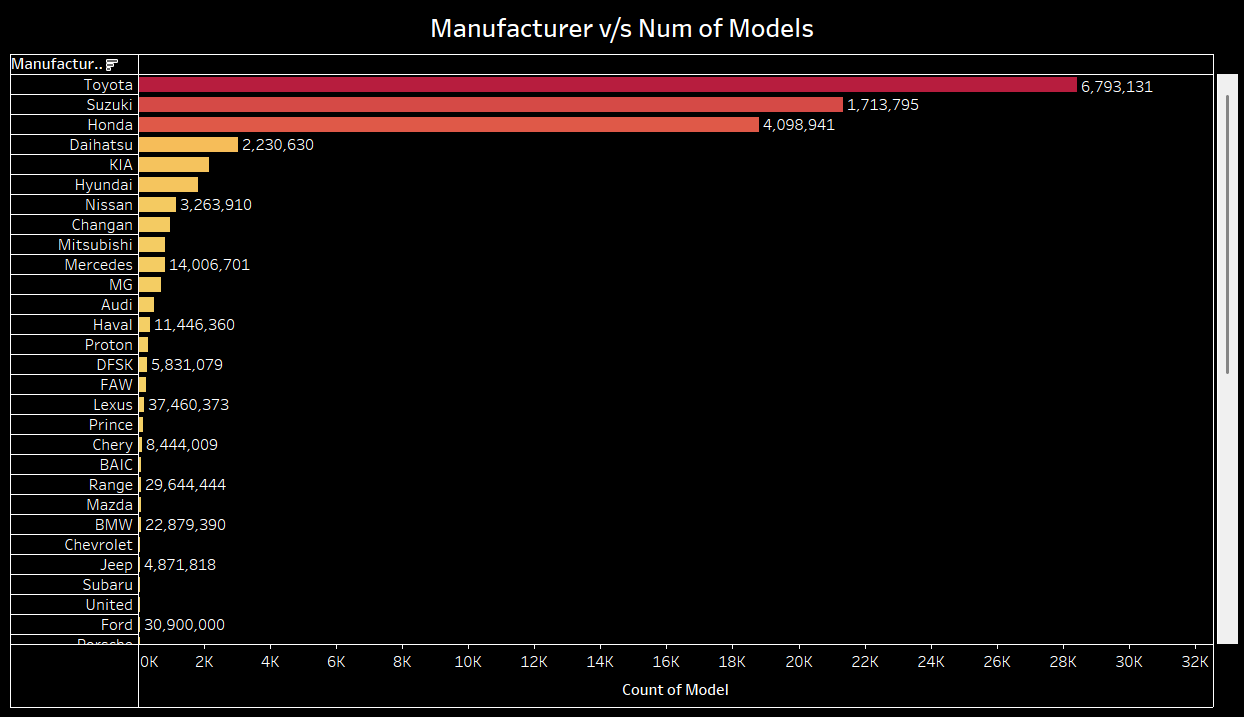 Manufacturer v/s Num of Models
Manufactur..
Toyota 6,793,131
Suzuki 1,713,795
Honda 4,098,941
Daihatsu 2,230,630
KIA
Hyundai
Nissan 3,263,910
Changan
Mitsubishi
Mercedes 14,006,701
MG
Audi
Haval 11,446,360
Proton
DFSK 5,831,079
FAW
Lexus 37,460,373
Prince
Chery 8,444,009
BAIC
Range 29,644,444
Mazda
BMW 22,879,390
Chevrolet
Jeep 4,871,818
Subaru
United
Ford 30,900,000
Porsche
0K 2K 4K 6K 8K 10K 12K 14K 16K 18K 20K 22K 24K 26K 28K 30K 32K
Count of Model